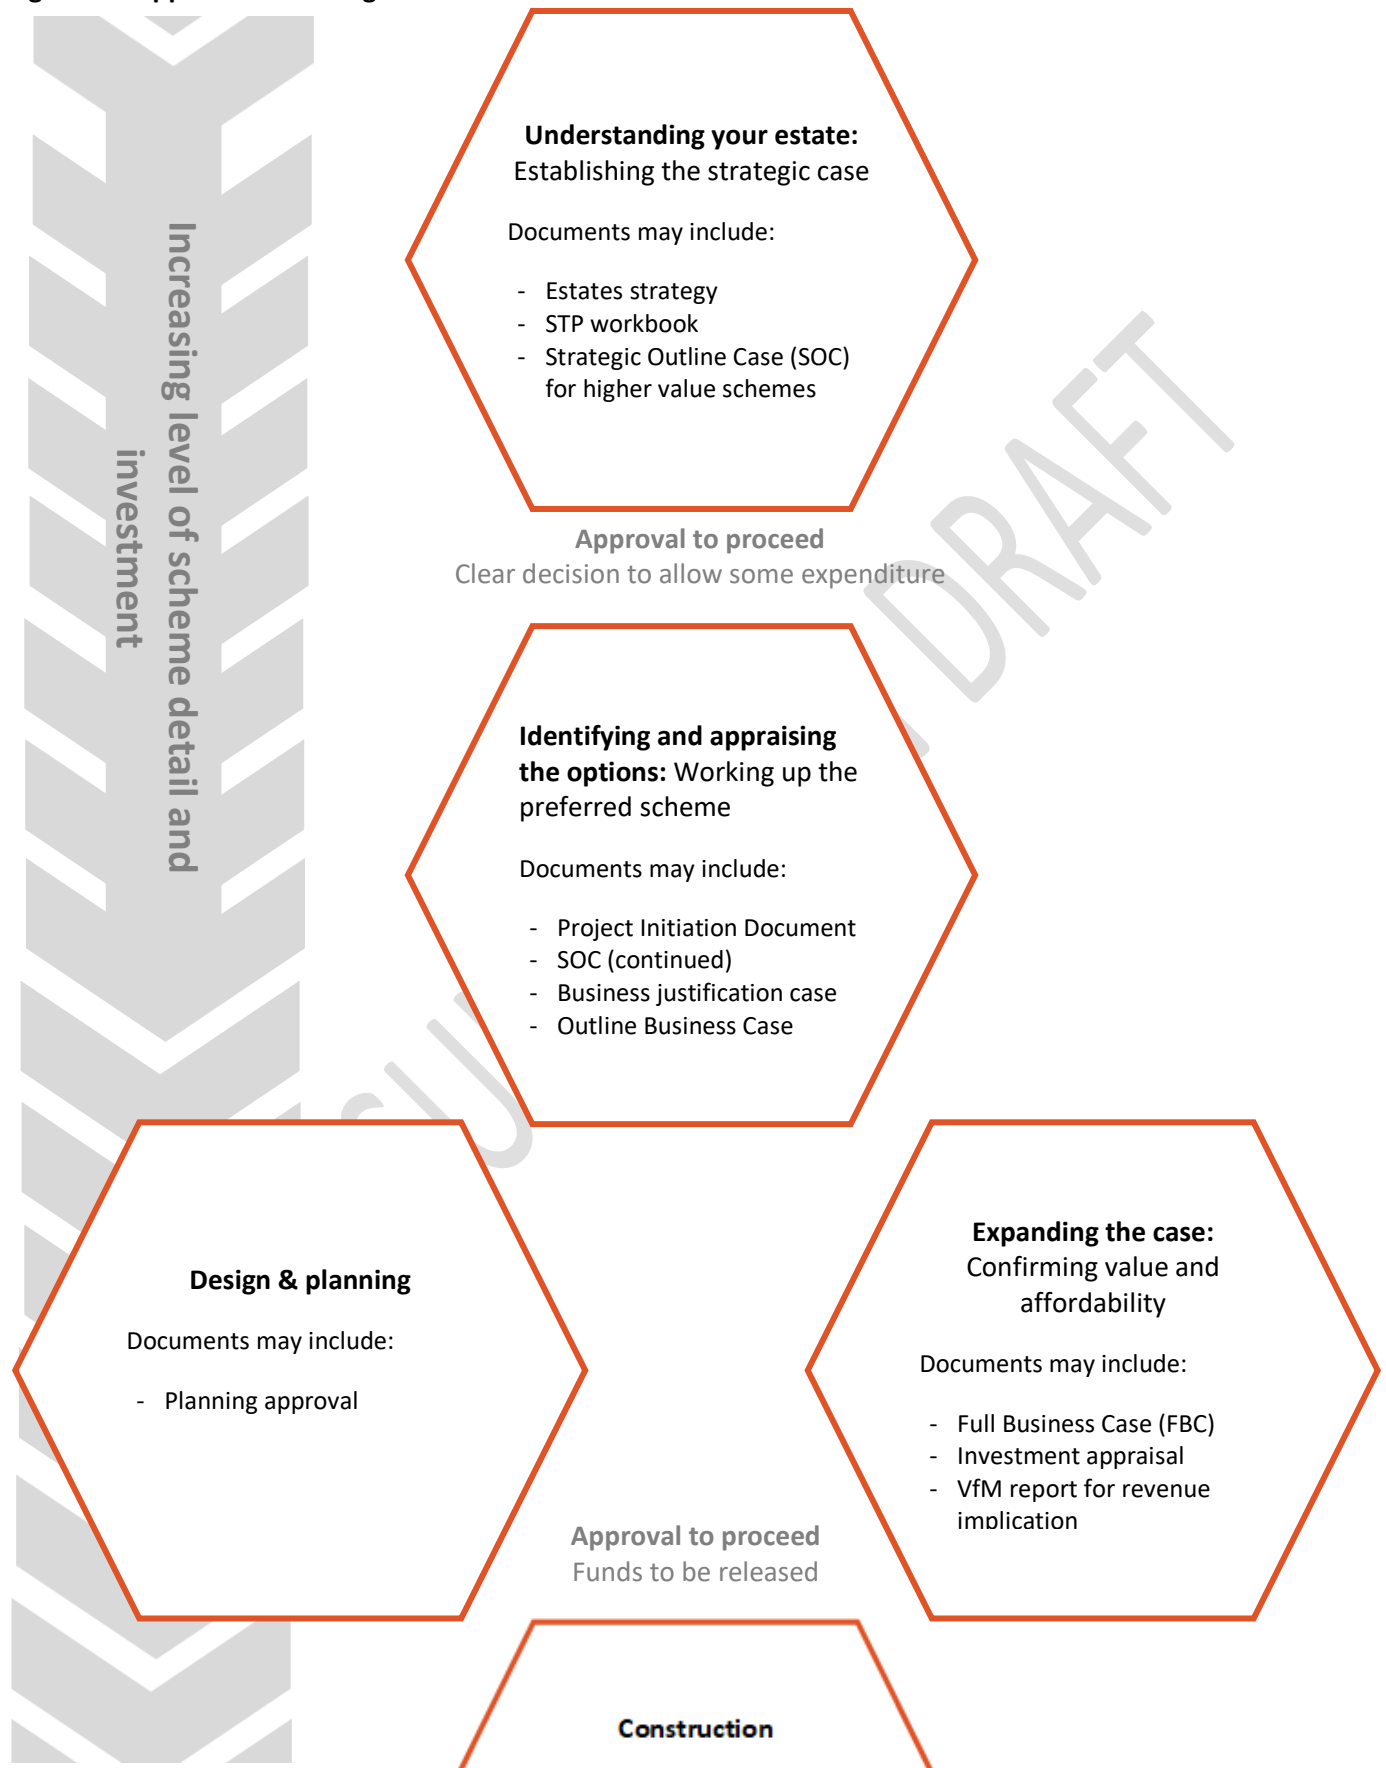 Increasing level of scheme detail and
investment
Understanding your estate:
Establishing the strategic case
Documents may include:
- Estates strategy
- STP workbook
- Strategic Outline Case (SOC)
for higher value schemes
Approval to proceed
Clear decision to allow some expenditure
Identifying and appraising
the options: Working up the
preferred scheme
Documents may include:
- Project Initiation Document
- SOC (continued)
- Business justification case
- Outline Business Case
Design & planning
Documents may include:
- Planning approval
Expanding the case:
Confirming value and
affordability
Documents may include:
- Full Business Case (FBC)
- Investment appraisal
- VfM report for revenue
implication
Approval to proceed
Funds to be released
Construction
DRAFT